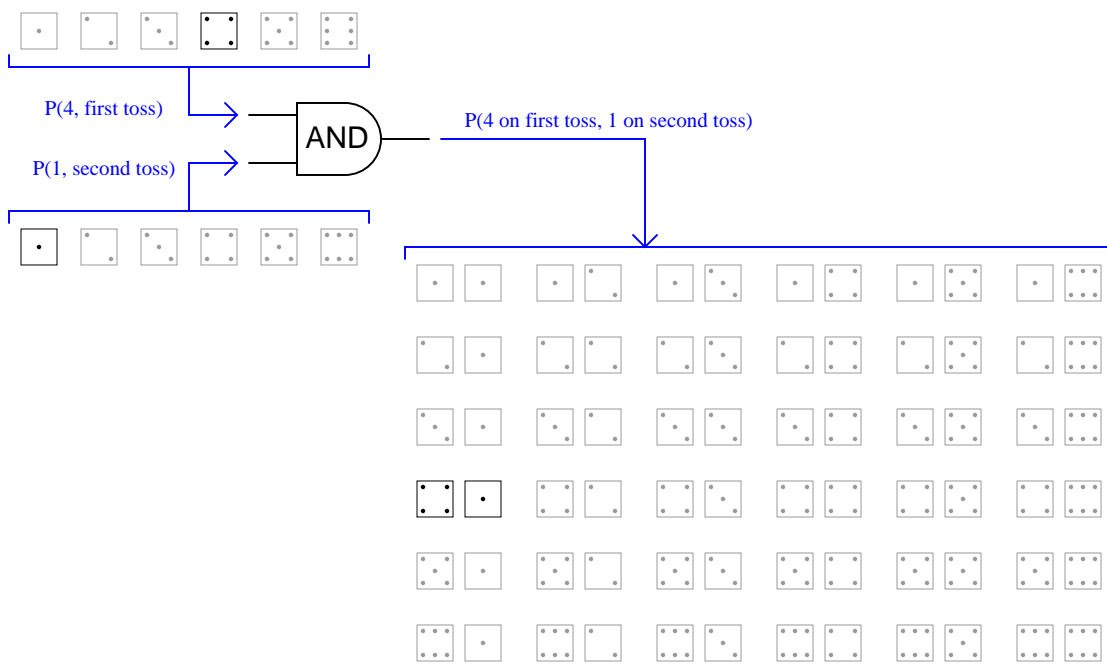 P(4, first toss)
AND
P(4 on first toss, 1 on second toss)
P(1, second toss)